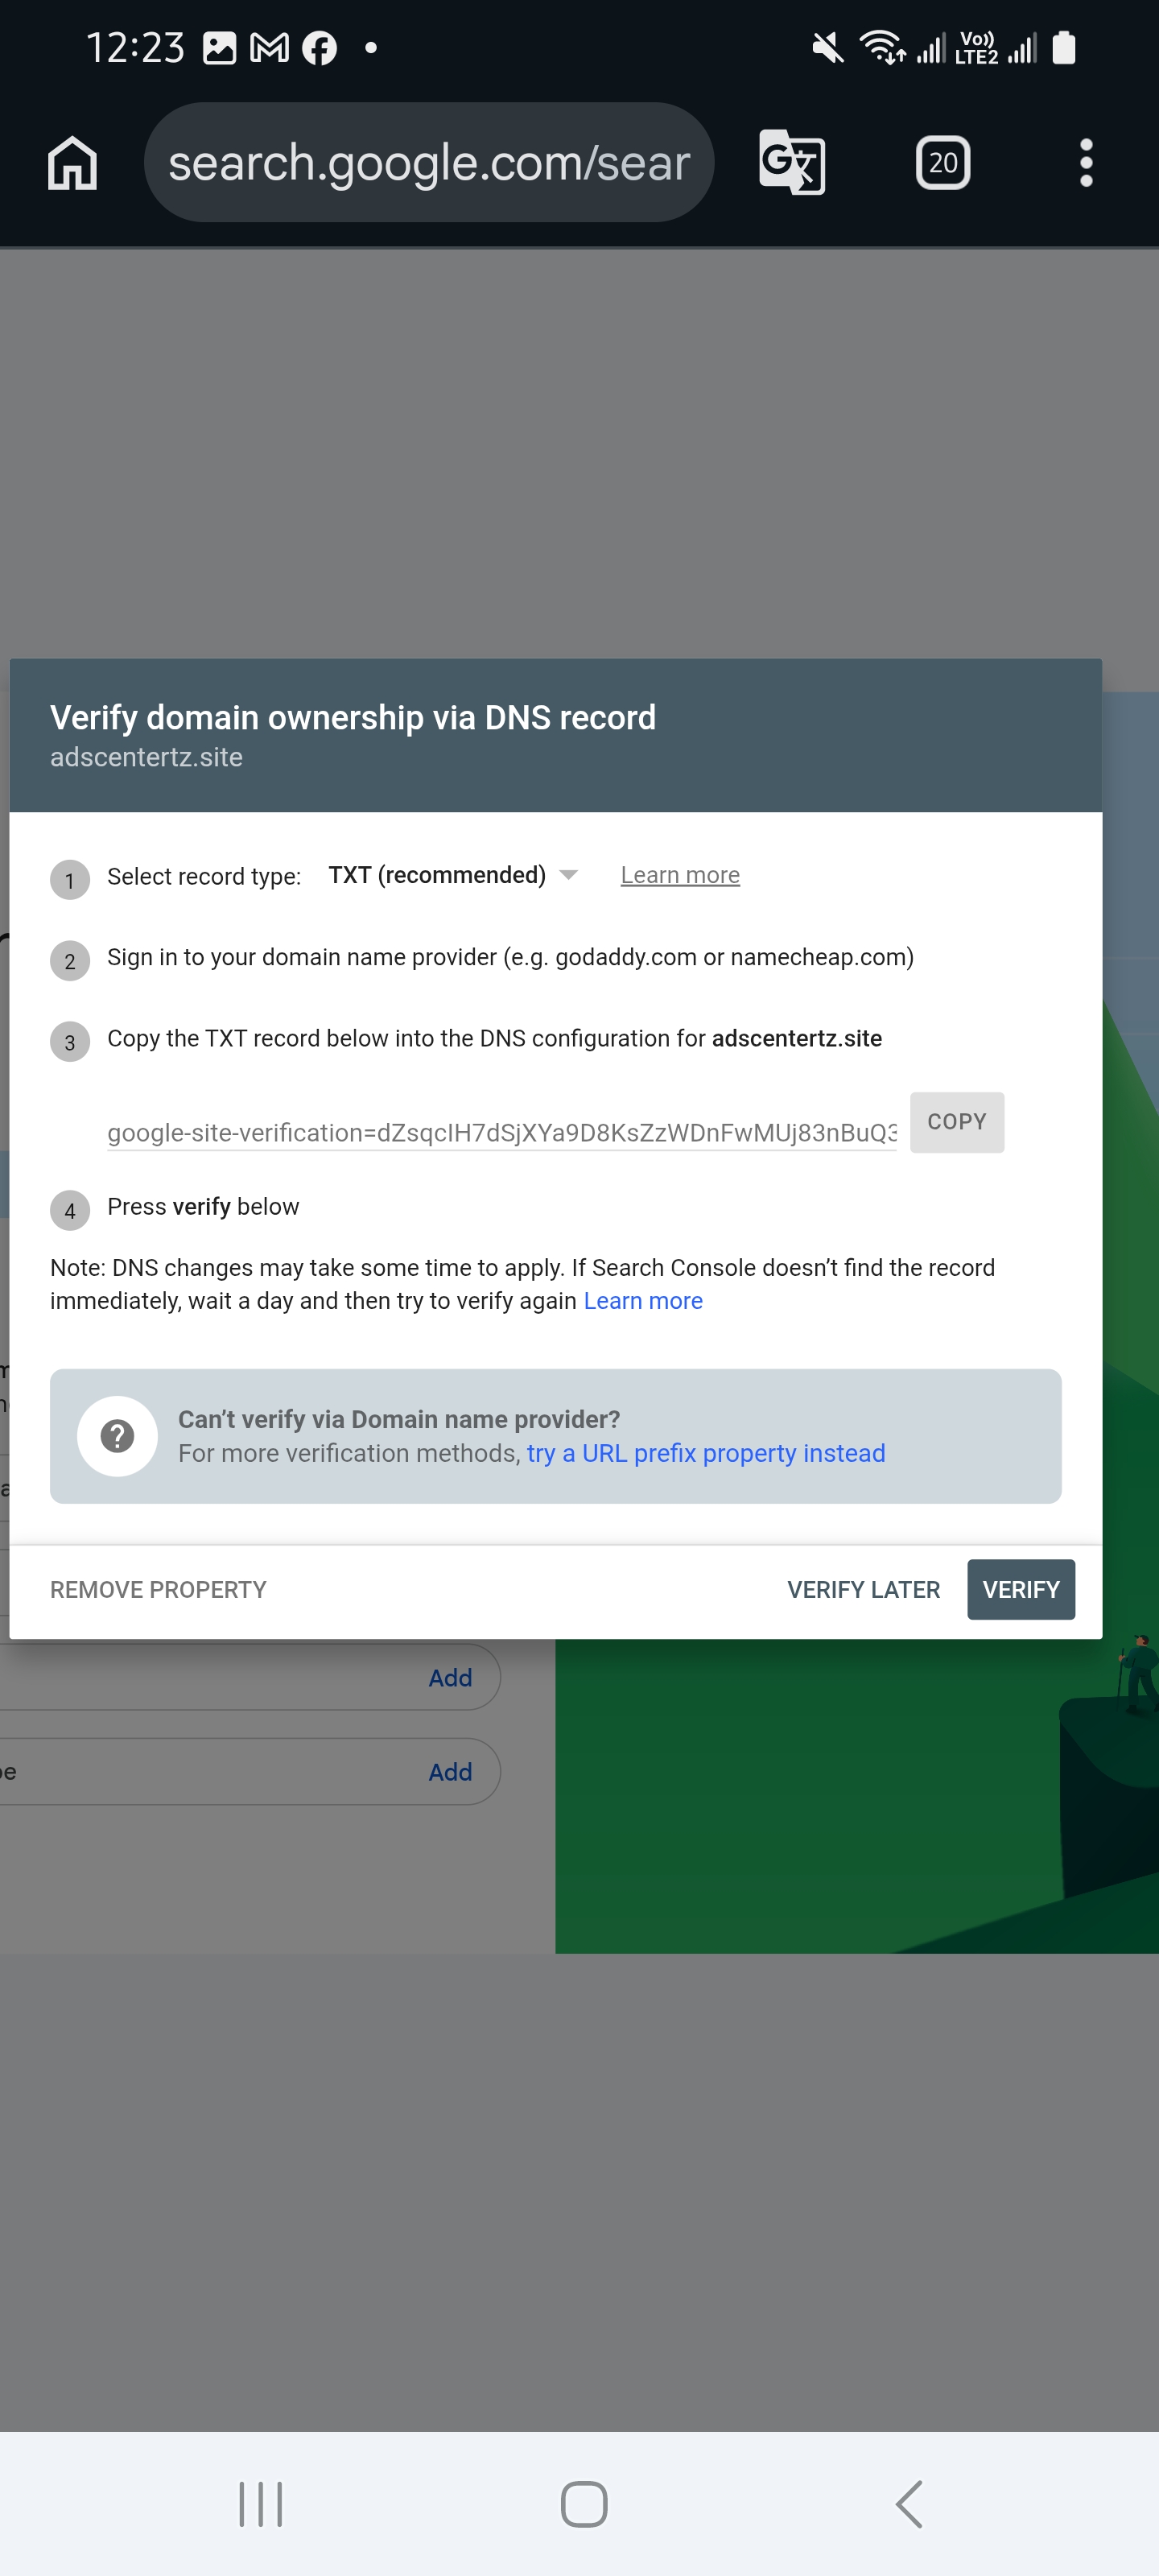 12:23
Vo))
LTE2
search.google.com/sear
20
Verify domain ownership via DNS record
adscentertz.site
1 Select record type: TXT (recommended) Learn more
2 Sign in to your domain name provider (e.g. godaddy.com or namecheap.com)
3 Copy the TXT record below into the DNS configuration for adscentertz.site
google-site-verification=dZsqcIH7dSjXYa9D8KsZzWDnFwMUj83nBuQ3
COPY
4 Press verify below
Note: DNS changes may take some time to apply. If Search Console doesn’t find the record
immediately, wait a day and then try to verify again Learn more
Can’t verify via Domain name provider?
For more verification methods, try a URL prefix property instead
REMOVE PROPERTY VERIFY LATER VERIFY
Add
Add